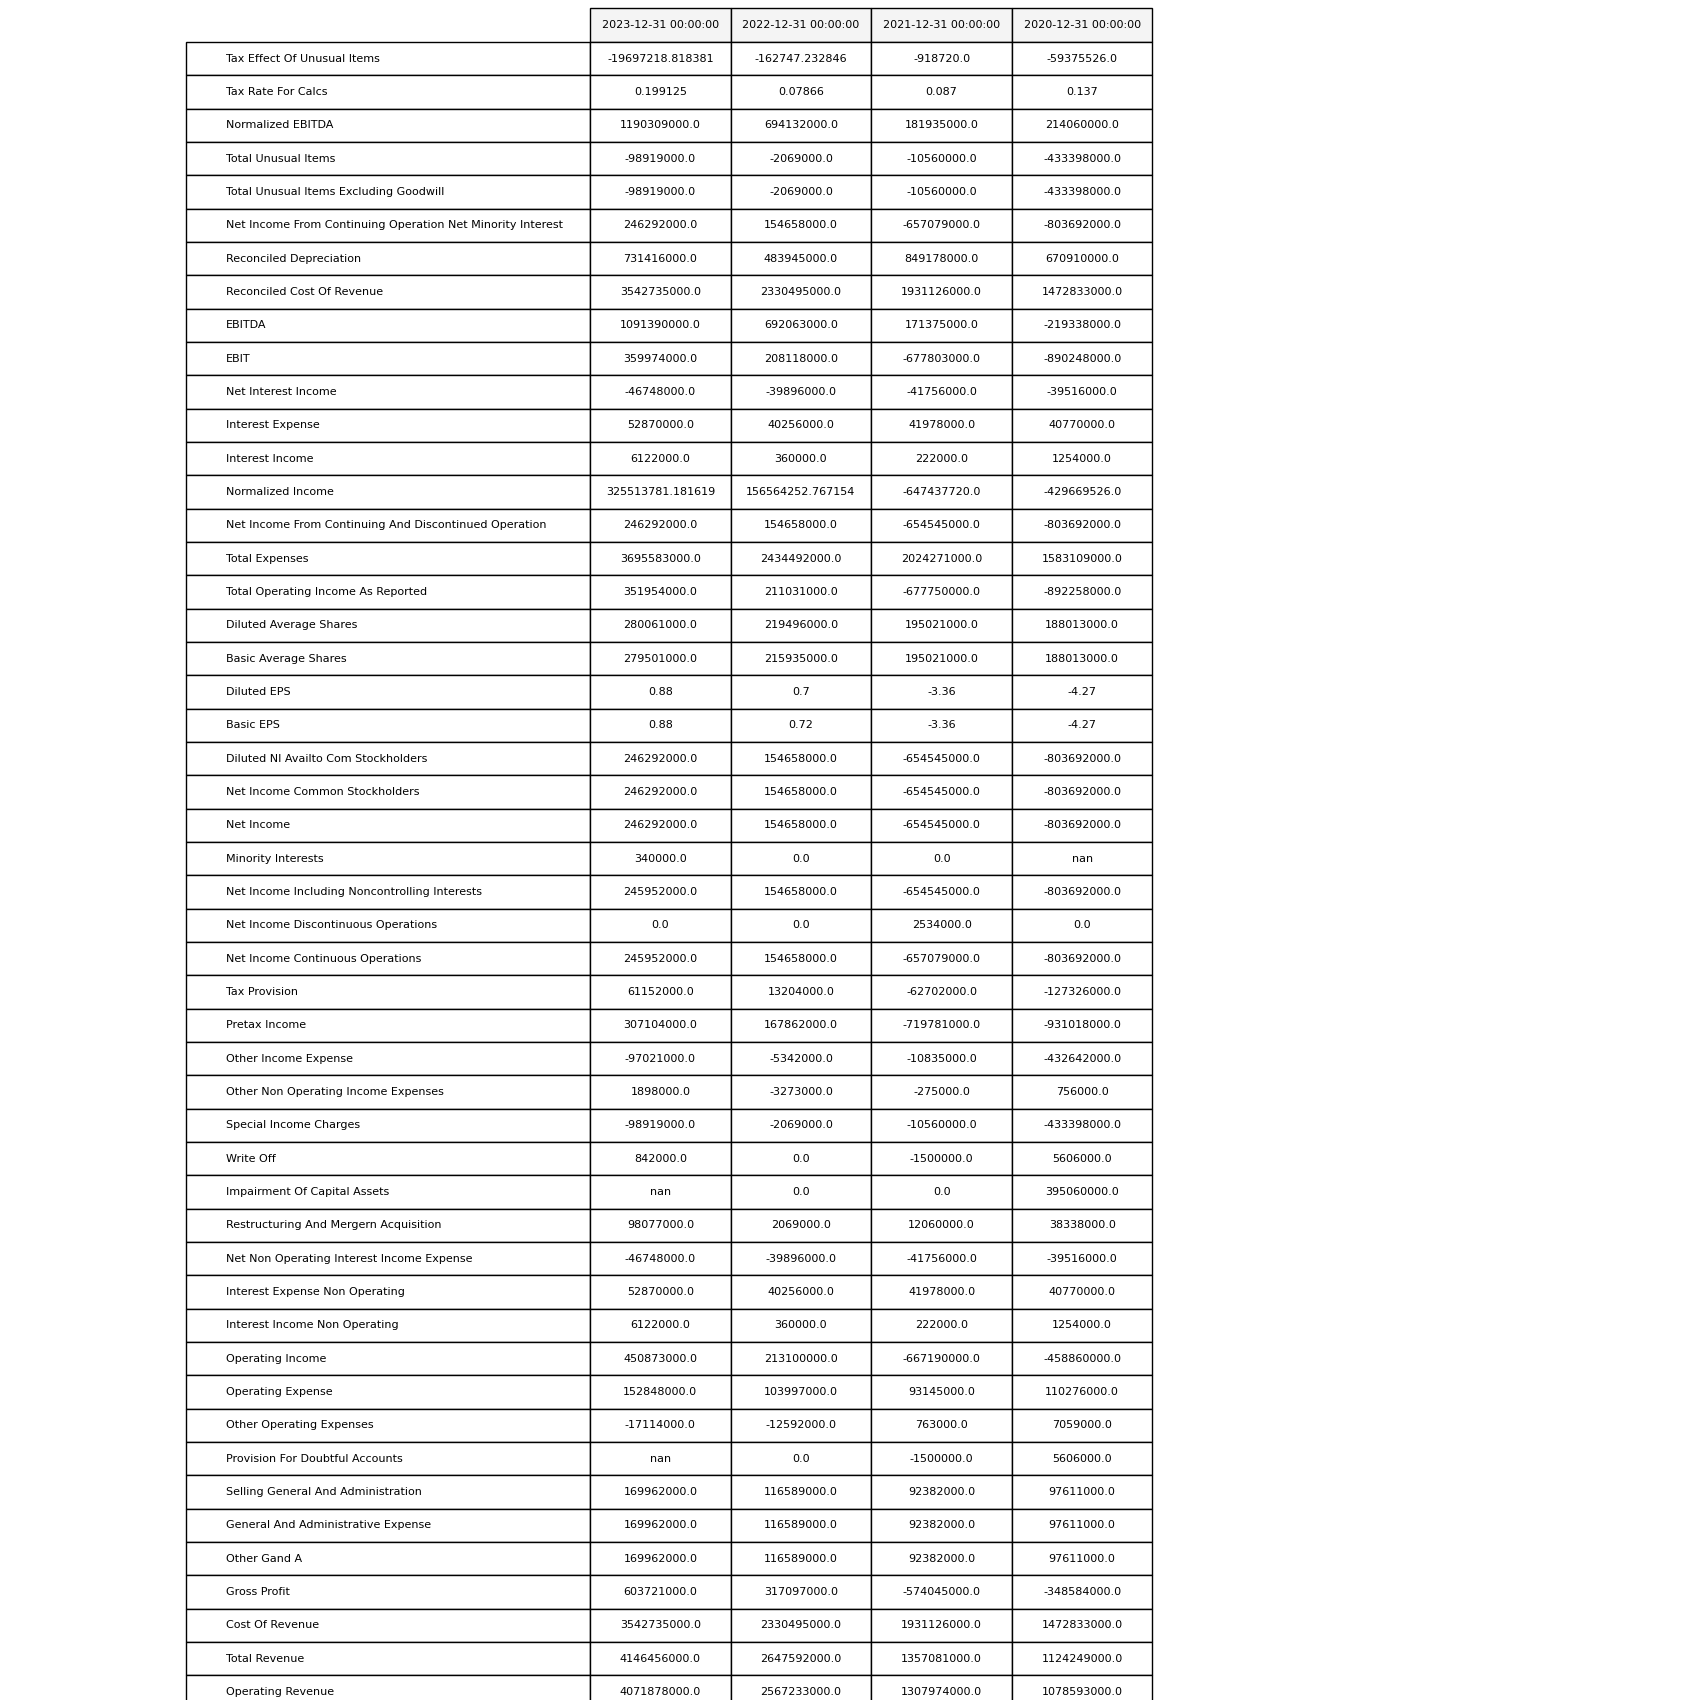 2023-12-31 00:00:00 2022-12-31 00:00:00 2021-12-31 00:00:00 2020-12-31 00:00:00
Tax Effect Of Unusual Items -19697218.818381 -162747.232846 -918720.0 -59375526.0
Tax Rate For Calcs 0.199125 0.07866 0.087 0.137
Normalized EBITDA 1190309000.0 694132000.0 181935000.0 214060000.0
Total Unusual Items -98919000.0 -2069000.0 -10560000.0 -433398000.0
Total Unusual Items Excluding Goodwill -98919000.0 -2069000.0 -10560000.0 -433398000.0
Net Income From Continuing Operation Net Minority Interest 246292000.0 154658000.0 -657079000.0 -803692000.0
Reconciled Depreciation 731416000.0 483945000.0 849178000.0 670910000.0
Reconciled Cost Of Revenue 3542735000.0 2330495000.0 1931126000.0 1472833000.0
EBITDA 1091390000.0 692063000.0 171375000.0 -219338000.0
EBIT 359974000.0 208118000.0 -677803000.0 -890248000.0
Net Interest Income -46748000.0 -39896000.0 -41756000.0 -39516000.0
Interest Expense 52870000.0 40256000.0 41978000.0 40770000.0
Interest Income 6122000.0 360000.0 222000.0 1254000.0
Normalized Income 325513781.181619 156564252.767154 -647437720.0 -429669526.0
Net Income From Continuing And Discontinued Operation 246292000.0 154658000.0 -654545000.0 -803692000.0
Total Expenses 3695583000.0 2434492000.0 2024271000.0 1583109000.0
Total Operating Income As Reported 351954000.0 211031000.0 -677750000.0 -892258000.0
Diluted Average Shares 280061000.0 219496000.0 195021000.0 188013000.0
Basic Average Shares 279501000.0 215935000.0 195021000.0 188013000.0
Diluted EPS 0.88 0.7 -3.36 -4.27
Basic EPS 0.88 0.72 -3.36 -4.27
Diluted NI Availto Com Stockholders 246292000.0 154658000.0 -654545000.0 -803692000.0
Net Income Common Stockholders 246292000.0 154658000.0 -654545000.0 -803692000.0
Net Income 246292000.0 154658000.0 -654545000.0 -803692000.0
Minority Interests 340000.0 0.0 0.0 nan
Net Income Including Noncontrolling Interests 245952000.0 154658000.0 -654545000.0 -803692000.0
Net Income Discontinuous Operations 0.0 0.0 2534000.0 0.0
Net Income Continuous Operations 245952000.0 154658000.0 -657079000.0 -803692000.0
Tax Provision 61152000.0 13204000.0 -62702000.0 -127326000.0
Pretax Income 307104000.0 167862000.0 -719781000.0 -931018000.0
Other Income Expense -97021000.0 -5342000.0 -10835000.0 -432642000.0
Other Non Operating Income Expenses 1898000.0 -3273000.0 -275000.0 756000.0
Special Income Charges -98919000.0 -2069000.0 -10560000.0 -433398000.0
Write Off 842000.0 0.0 -1500000.0 5606000.0
Impairment Of Capital Assets nan 0.0 0.0 395060000.0
Restructuring And Mergern Acquisition 98077000.0 2069000.0 12060000.0 38338000.0
Net Non Operating Interest Income Expense -46748000.0 -39896000.0 -41756000.0 -39516000.0
Interest Expense Non Operating 52870000.0 40256000.0 41978000.0 40770000.0
Interest Income Non Operating 6122000.0 360000.0 222000.0 1254000.0
Operating Income 450873000.0 213100000.0 -667190000.0 -458860000.0
Operating Expense 152848000.0 103997000.0 93145000.0 110276000.0
Other Operating Expenses -17114000.0 -12592000.0 763000.0 7059000.0
Provision For Doubtful Accounts nan 0.0 -1500000.0 5606000.0
Selling General And Administration 169962000.0 116589000.0 92382000.0 97611000.0
General And Administrative Expense 169962000.0 116589000.0 92382000.0 97611000.0
Other Gand A 169962000.0 116589000.0 92382000.0 97611000.0
Gross Profit 603721000.0 317097000.0 -574045000.0 -348584000.0
Cost Of Revenue 3542735000.0 2330495000.0 1931126000.0 1472833000.0
Total Revenue 4146456000.0 2647592000.0 1357081000.0 1124249000.0
Operating Revenue 4071878000.0 2567233000.0 1307974000.0 1078593000.0